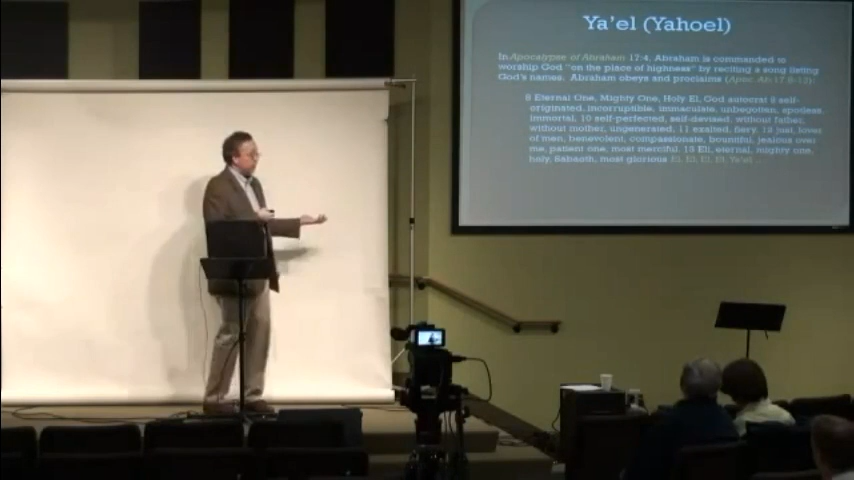 Ya'el (Yahoel)
In Apocalypse of Abraham 17:4, Abraham is commanded to
worship God "on the place of highness" by reciting a song listing
God's names. Abraham obeys and proclaims (Apoc. Ab. 17:8-13):
8 Eternal One, Mighty One, Holy El, God autocrat 9 self-
originated, incorruptible, immaculate, unbegotten, spotless,
immortal, 10 self-perfected, self-devised, without father,
without mother, ungenerated, 11 exalted, fiery, 12 just, lover
of men, benevolent, compassionate, bountiful, jealous over
me, patient one, most merciful. 13 Eli, eternal, mighty one,
holy, Sabaoth, most glorious El, El, El, El, Ya'el ...